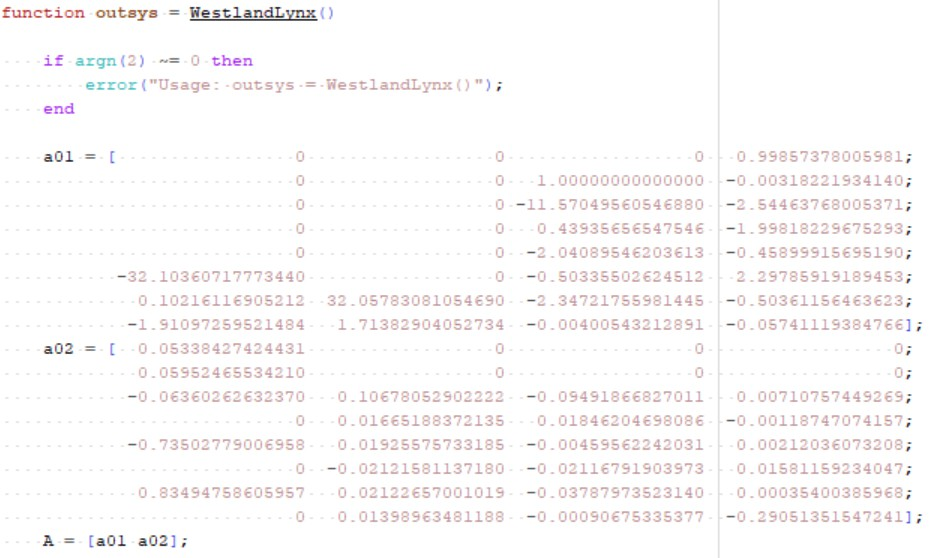 function outsys = WestlandLynx()
if argn(2) ~= 0 then
error("Usage: outsys = WestlandLynx()");
end
a01 = [ 0 0 0 0.99857378005981;
0 0 1.00000000000000 -0.00318221934140;
0 0 -11.57049560546880 -2.54463768005371;
0 0 0.43935656547546 -1.99818229675293;
0 0 -2.04089546203613 -0.45899915695190;
-32.10360717773440 0 -0.50335502624512 2.29785919189453;
0.10216116905212 32.05783081054690 -2.34721755981445 -0.50361156463623;
-1.91097259521484 1.71382904052734 -0.00400543212891 -0.05741119384766];
a02 = [ 0.05338427424431 0 0 0;
0.05952465534210 0 0 0;
-0.06360262632370 0.10678052902222 -0.09491866827011 0.00710757449269;
0 0.01665188372135 0.01846204698086 -0.00118747074157;
-0.73502779006958 0.01925575733185 -0.00459562242031 0.00212036073208;
0 -0.02121581137180 -0.02116791903973 0.01581159234047;
0.83494758605957 0.02122657001019 -0.03787973523140 0.00035400385968;
0 0.01398963481188 -0.00090675335377 -0.29051351547241];
A = [a01 a02];